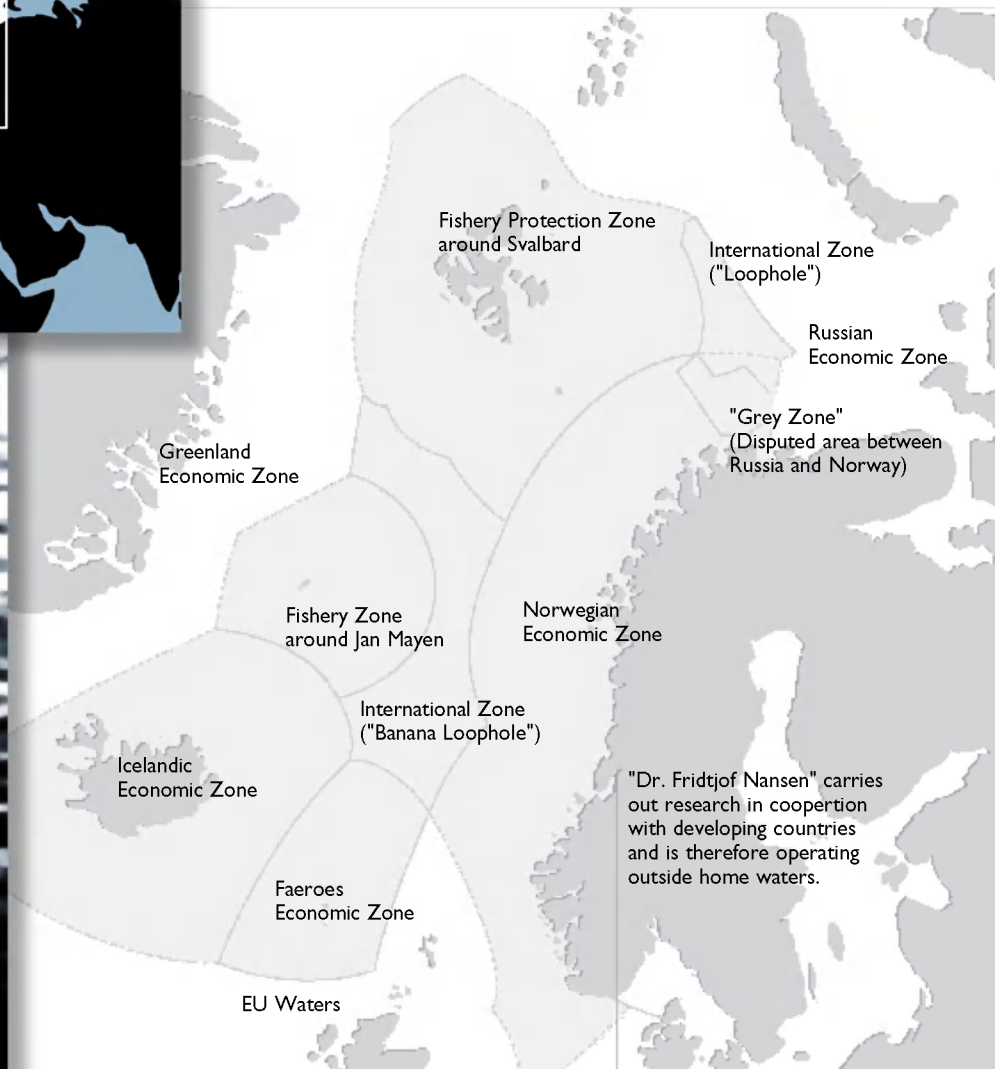 Fishery Protection Zone
around Svalbard
International Zone
("Loophole")
Russian
Economic Zone
"Grey Zone"
(Disputed area between
Russia and Norway)
Greenland
Economic Zone
Fishery Zone
around Jan Mayen
Norwegian
Economic Zone
International Zone
("Banana Loophole")
Icelandic
Economic Zone
"Dr. Fridtjof Nansen" carries
out research in coopertion
with developing countries
and is therefore operating
outside home waters.
Faeroes
Economic Zone
EU Waters